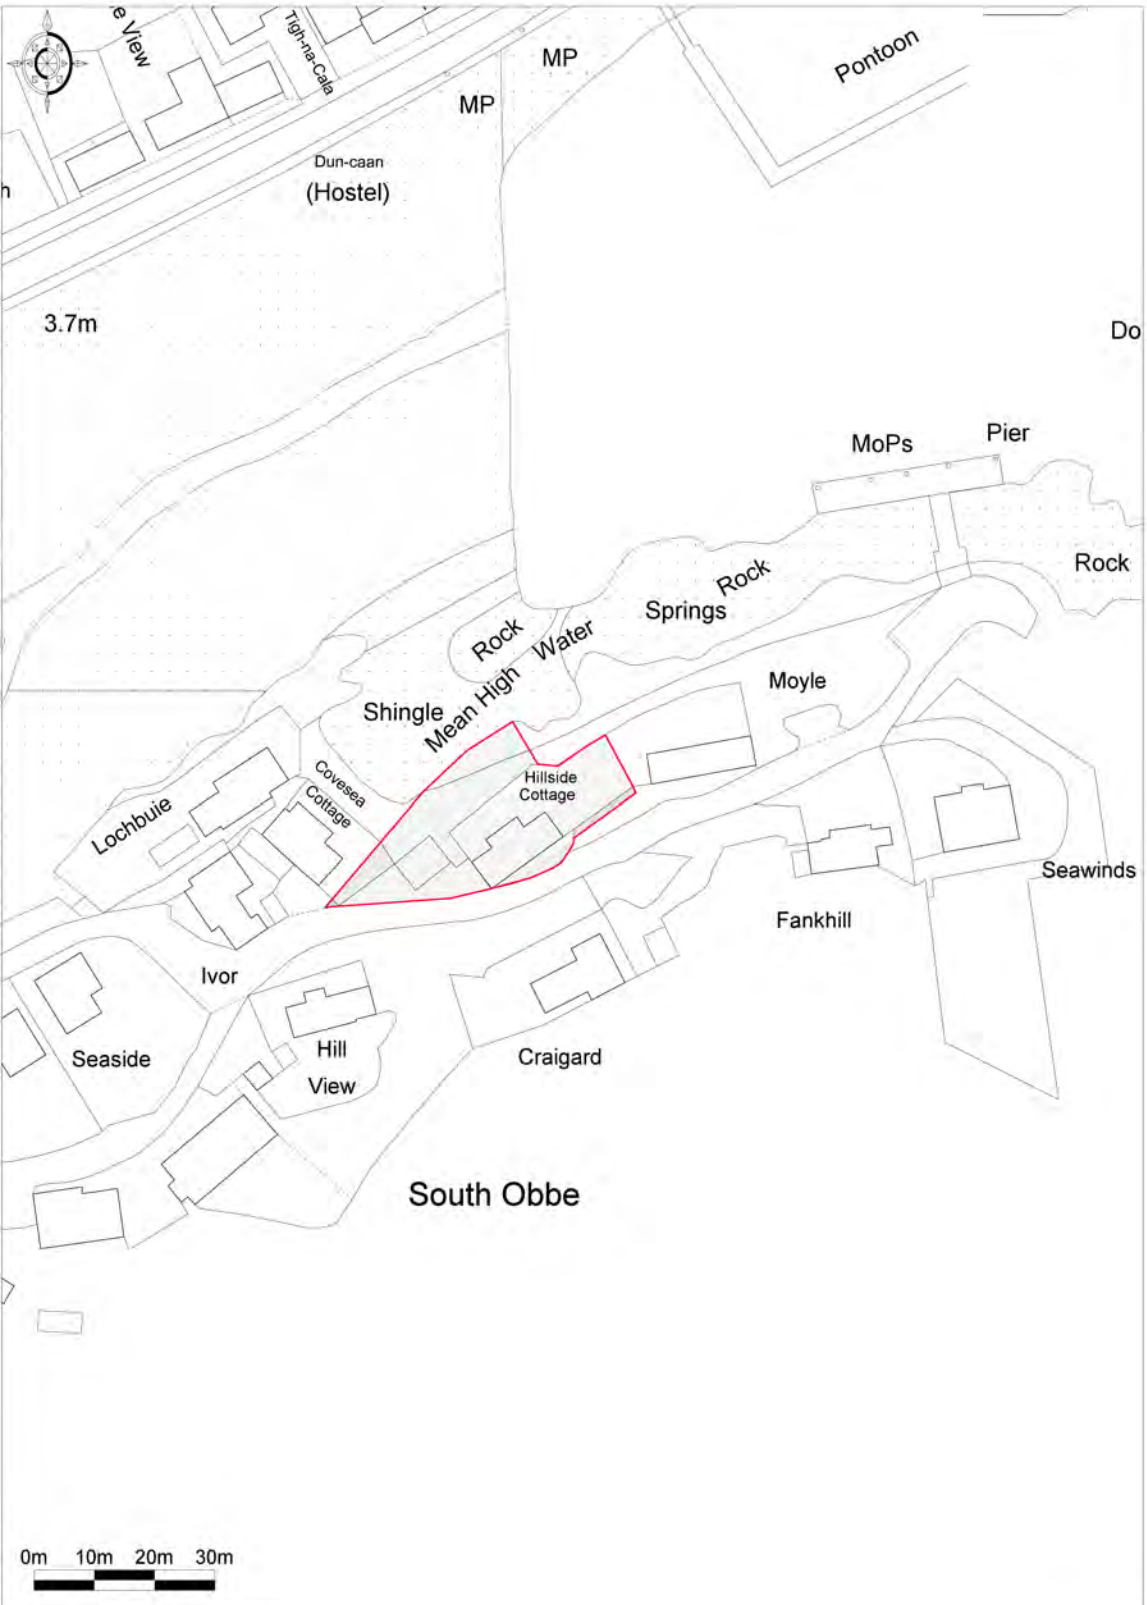 e View
Tigh-na-Cala
MP
Pontoon
MP
Dun-caan
(Hostel)
h
3.7m
Do
MoPs
Pier
Rock
Rock
Springs
Rock
Water
Mean High
Shingle
Moyle
Hillside
Cottage
Covesea
Cottage
Lochbuie
Seawinds
Fankhill
Ivor
Seaside
Hill
View
Craigard
South Obbe
0m 10m 20m 30m